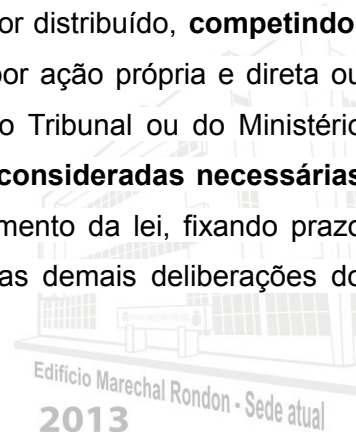 or distribuído, competindo
por ação própria e direta ou
o Tribunal ou do Ministério
consideradas necessárias
mento da lei, fixando prazo
as demais deliberações do
Edifício Marechal Rondon - Sede atual
2013